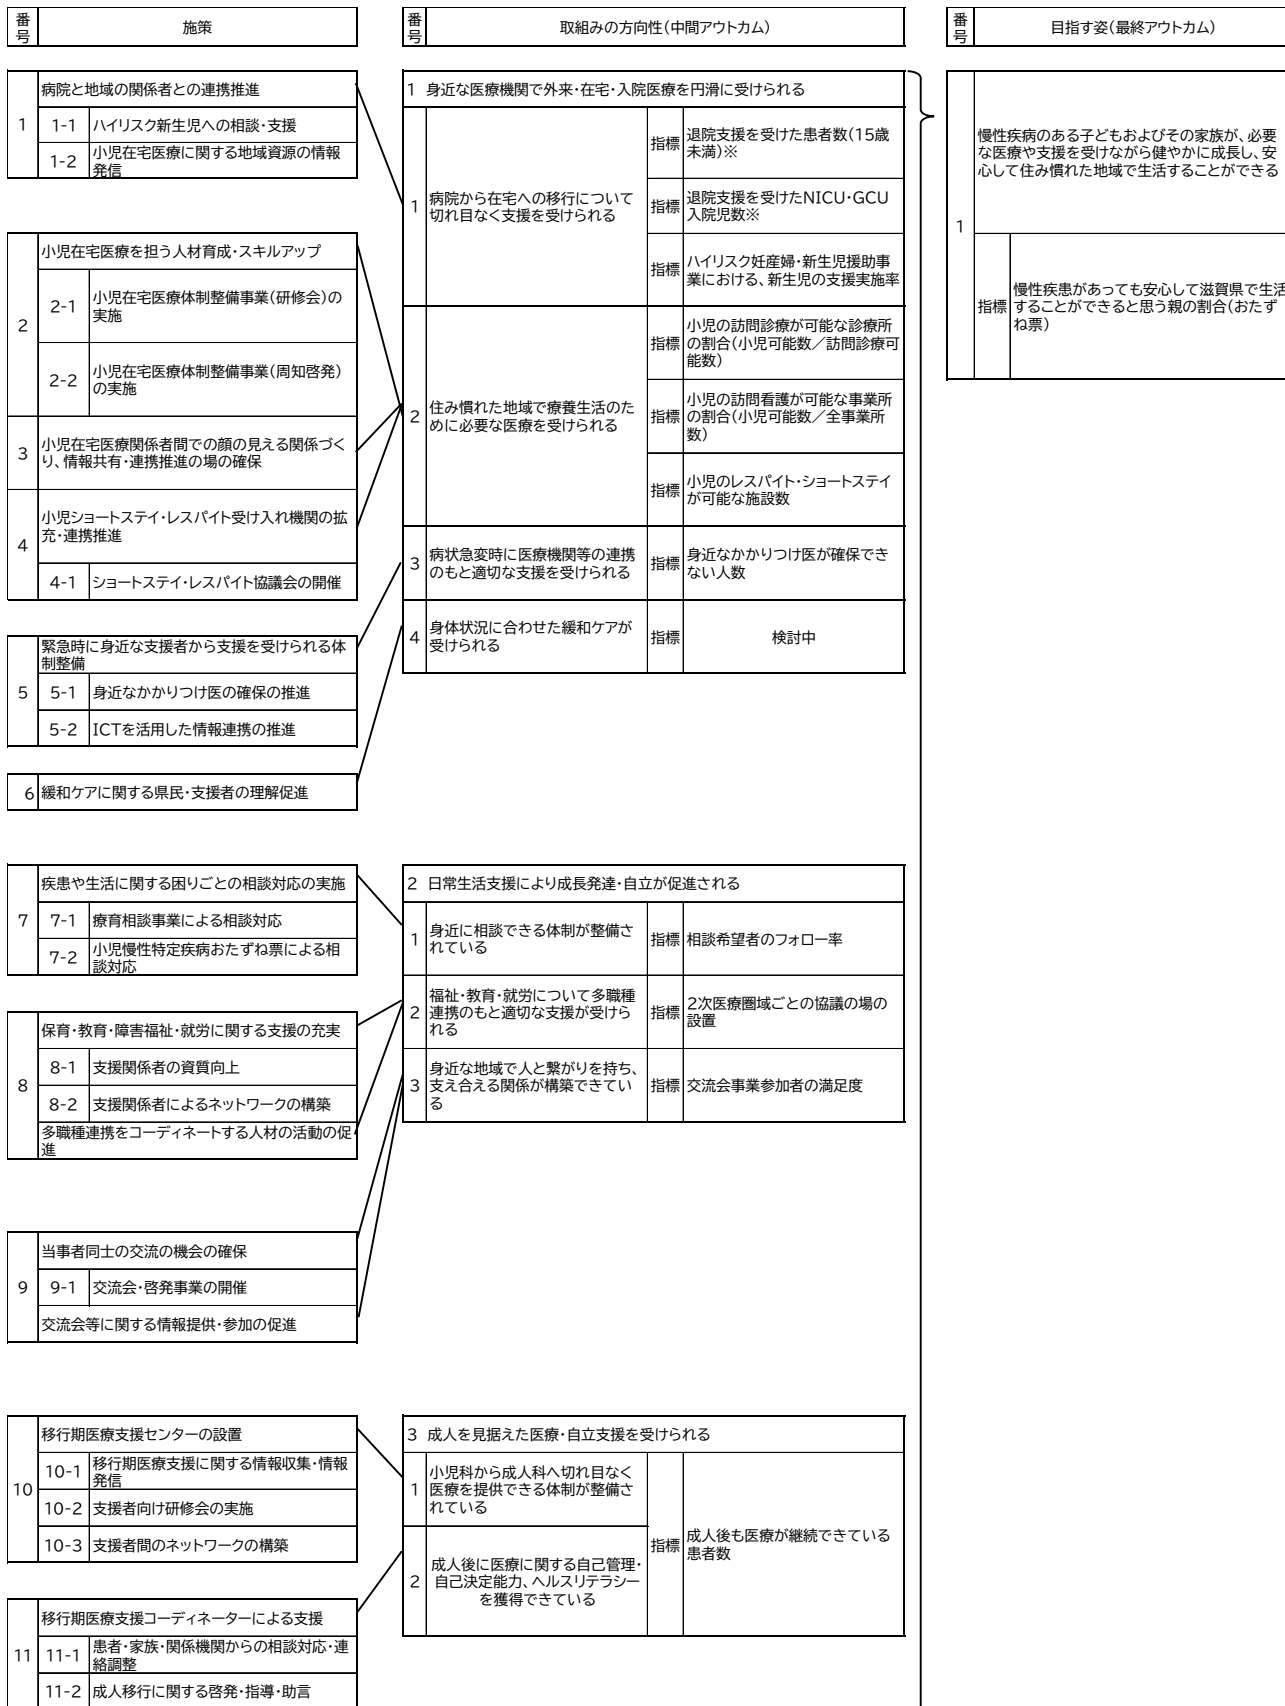 番号
施策
番号
取組みの方向性(中間アウトカム)
番号
目指す姿(最終アウトカム)
1
病院と地域の関係者との連携推進
1-1 ハイリスク新生児への相談・支援
1-2 小児在宅医療に関する地域資源の情報
発信
2
小児在宅医療を担う人材育成・スキルアップ
2-1 小児在宅医療体制整備事業(研修会)の
実施
2-2 小児在宅医療体制整備事業(周知啓発)
の実施
3 小児在宅医療関係者間での顔の見える関係づく
り、情報共有・連携推進の場の確保
4
小児ショートステイ・レスパイト受け入れ機関の拡
充・連携推進
4-1 ショートステイ・レスパイト協議会の開催
5
緊急時に身近な支援者から支援を受けられる体
制整備
5-1 身近なかかりつけ医の確保の推進
5-2 ICTを活用した情報連携の推進
6 緩和ケアに関する県民・支援者の理解促進
1 身近な医療機関で外来・在宅・入院医療を円滑に受けられる
1 病院から在宅への移行について
切れ目なく支援を受けられる
指標 退院支援を受けた患者数(15歳
未満)※
指標 退院支援を受けたNICU・GCU
入院児数※
指標 ハイリスク妊産婦・新生児援助事
業における、新生児の支援実施率
2 住み慣れた地域で療養生活のた
めに必要な医療を受けられる
指標 小児の訪問診療が可能な診療所
の割合(小児可能数/訪問診療可
能数)
指標 小児の訪問看護が可能な事業所
の割合(小児可能数/全事業所
数)
指標 小児のレスパイト・ショートステイ
が可能な施設数
3 病状急変時に医療機関等の連携
のもと適切な支援を受けられる
指標 身近なかかりつけ医が確保でき
ない人数
4 身体状況に合わせた緩和ケアが
受けられる
指標 検討中
1
慢性疾病のある子どもおよびその家族が、必要
な医療や支援を受けながら健やかに成長し、安
心して住み慣れた地域で生活することができる
指標 慢性疾患があっても安心して滋賀県で生活
することができると思う親の割合(おたず
ね票)
7
疾患や生活に関する困りごとの相談対応の実施
7-1 療育相談事業による相談対応
7-2 小児慢性特定疾病おたずね票による相
談対応
8
保育・教育・障害福祉・就労に関する支援の充実
8-1 支援関係者の資質向上
8-2 支援関係者によるネットワークの構築
多職種連携をコーディネートする人材の活動の促
進
9
当事者同士の交流の機会の確保
9-1 交流会・啓発事業の開催
交流会等に関する情報提供・参加の促進
2 日常生活支援により成長発達・自立が促進される
1 身近に相談できる体制が整備さ
れている
指標 相談希望者のフォロー率
2 福祉・教育・就労について多職種
連携のもと適切な支援が受けら
れる
指標 2次医療圏域ごとの協議の場の
設置
3 身近な地域で人と繋がりを持ち、
支え合える関係が構築できてい
る
指標 交流会事業参加者の満足度
10
移行期医療支援センターの設置
10-1 移行期医療支援に関する情報収集・情報
発信
10-2 支援者向け研修会の実施
10-3 支援者間のネットワークの構築
11
移行期医療支援コーディネーターによる支援
11-1 患者・家族・関係機関からの相談対応・連
絡調整
11-2 成人移行に関する啓発・指導・助言
3 成人を見据えた医療・自立支援を受けられる
1 小児科から成人科へ切れ目なく
医療を提供できる体制が整備さ
れている
2 成人後に医療に関する自己管理・
自己決定能力、ヘルスリテラシー
を獲得できている
指標 成人後も医療が継続できている
患者数